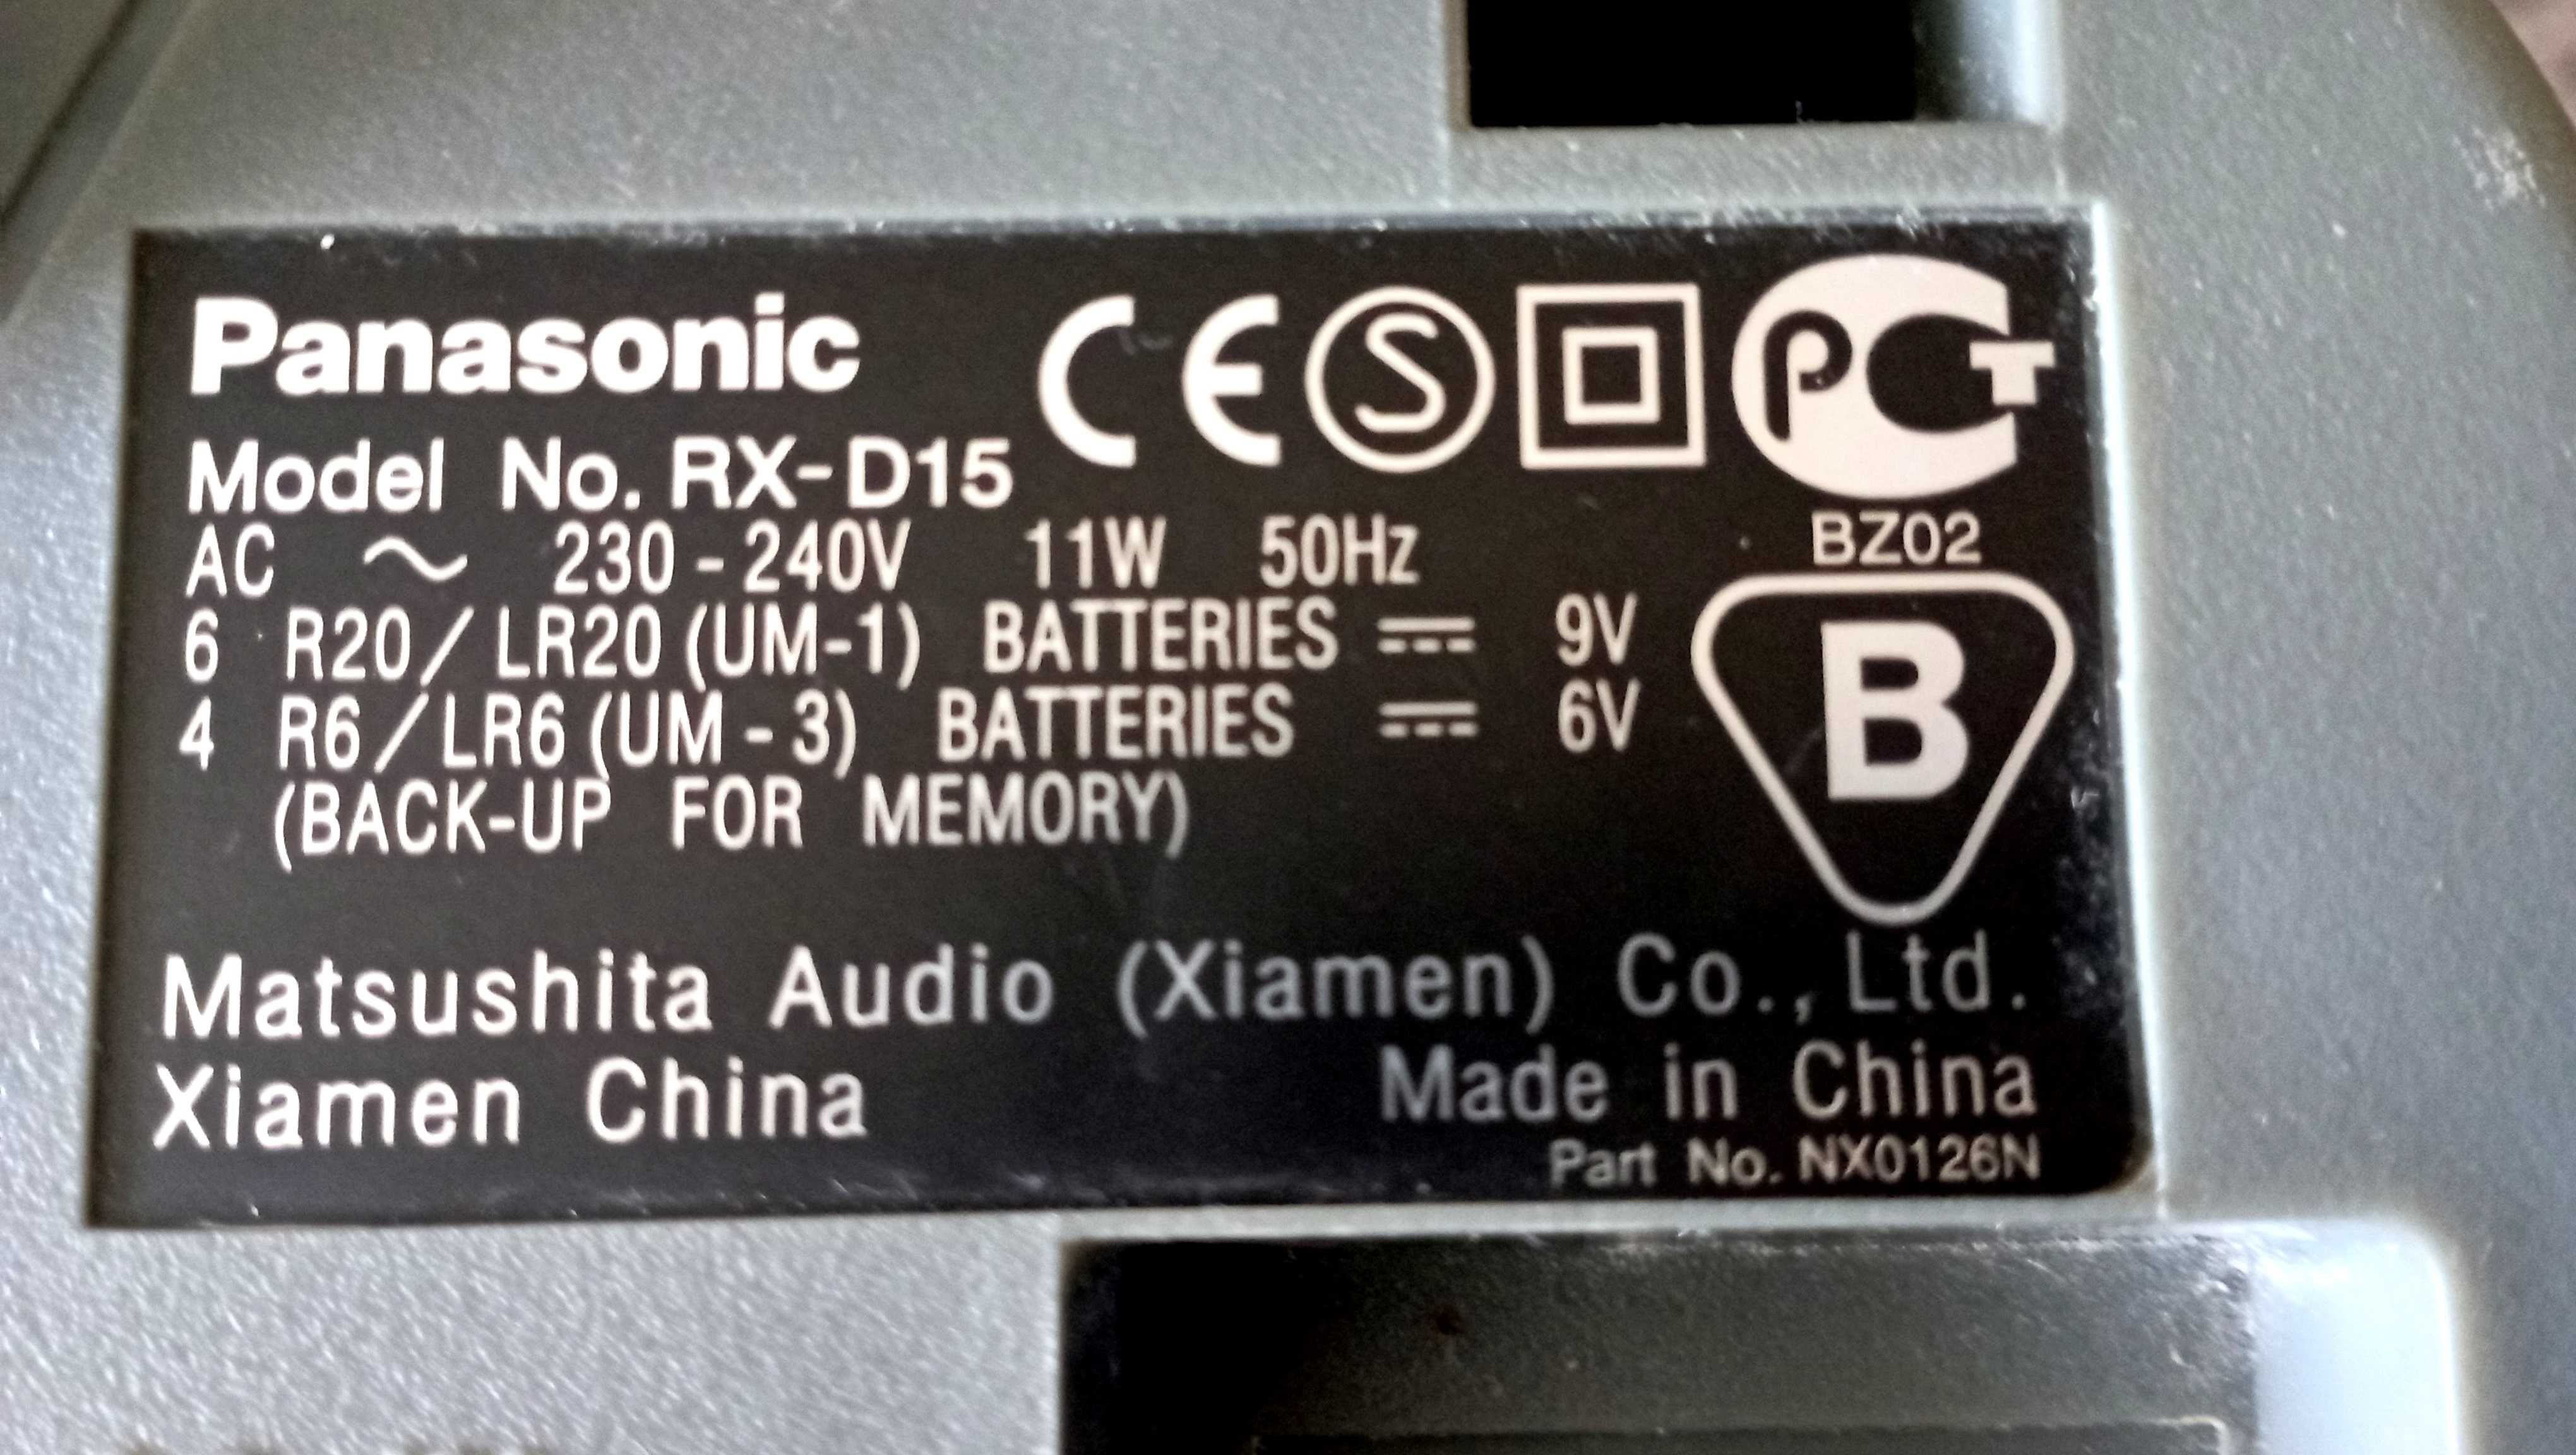 Panasonic CE S PCT
Model No. RX-D15
AC ~ 230-240V 11W 50Hz BZ02
6 R20/LR20 (UM-1) BATTERIES ⎓ 9V B
4 R6/LR6 (UM-3) BATTERIES ⎓ 6V
(BACK-UP FOR MEMORY)
Matsushita Audio (Xiamen) Co., Ltd.
Xiamen China Made in China
Part No. NX0126N